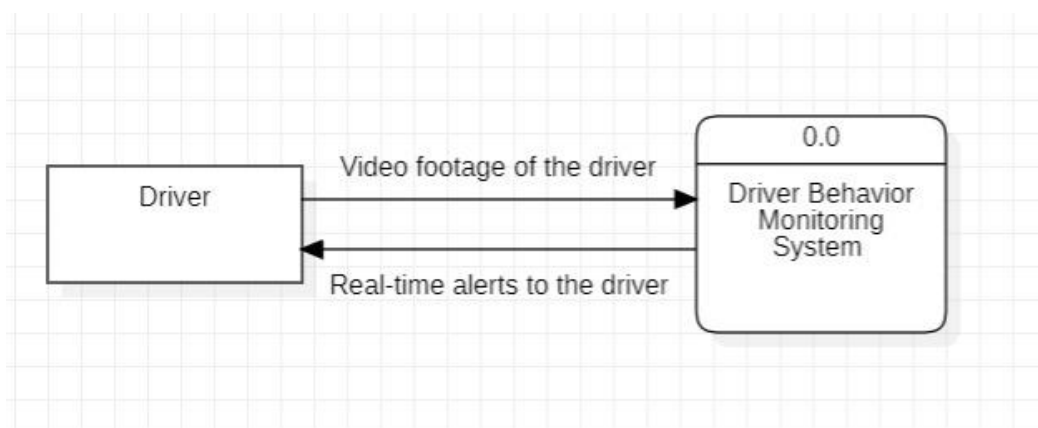 Driver
Video footage of the driver
Real-time alerts to the driver
0.0
Driver Behavior
Monitoring
System